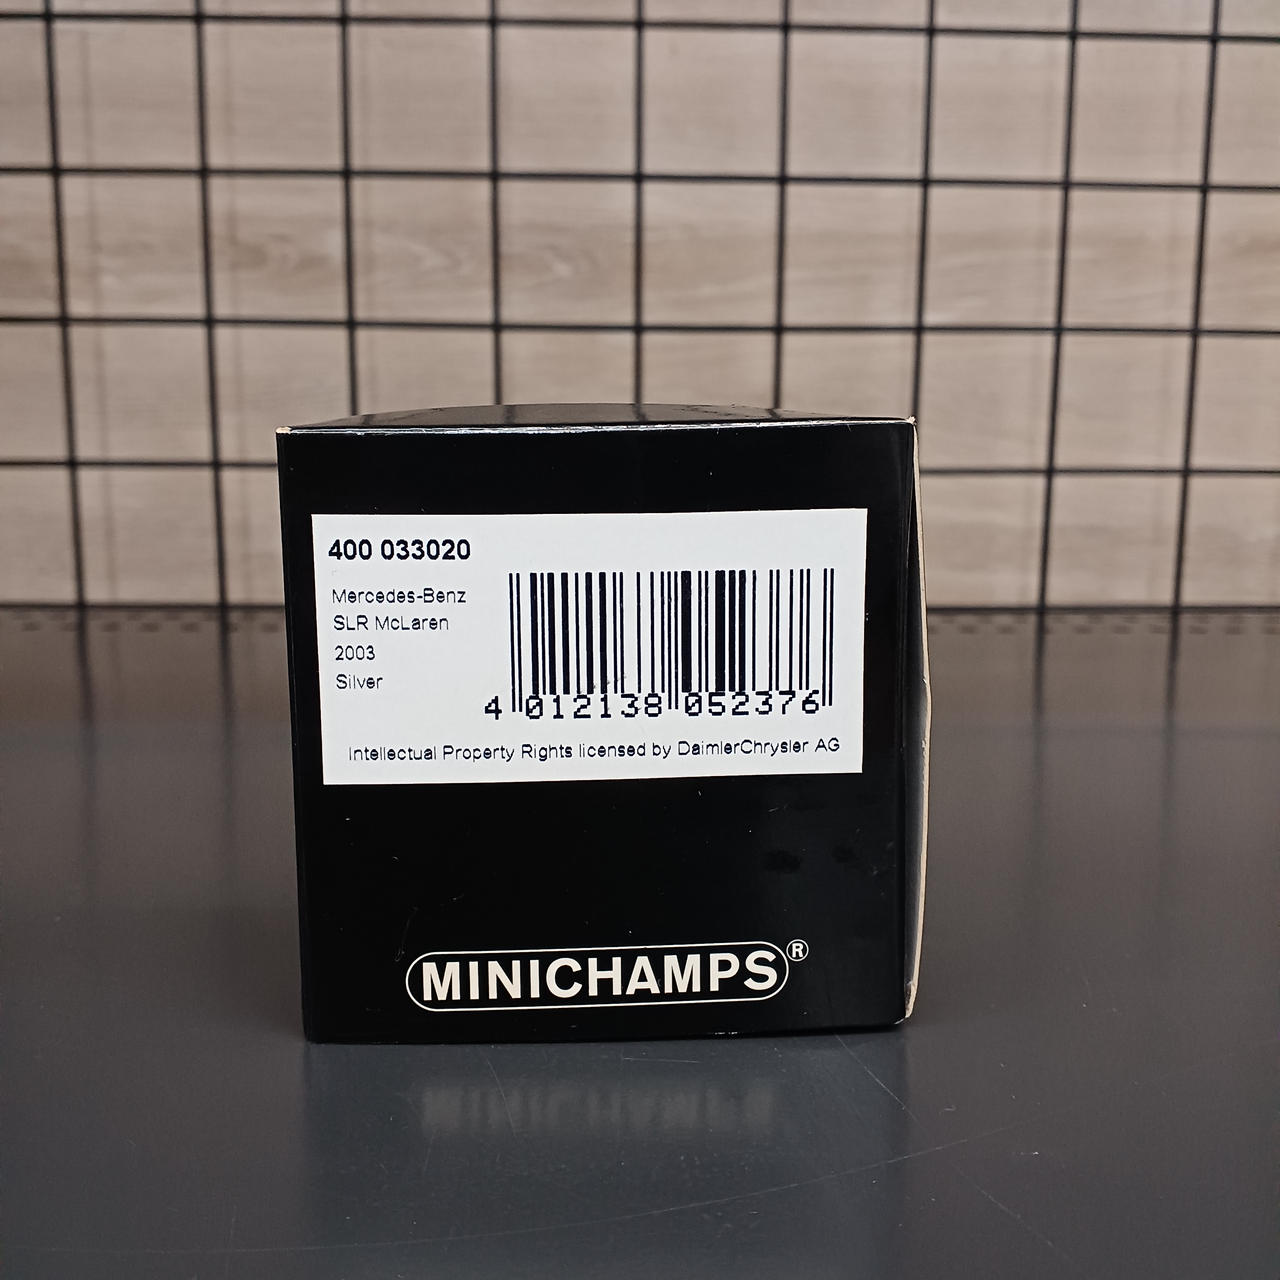 400 033020
Mercedes-Benz
SLR McLaren
2003
Silver
4 012138 052376
Intellectual Property Rights licensed by DaimlerChrysler AG
MINICHAMPS®